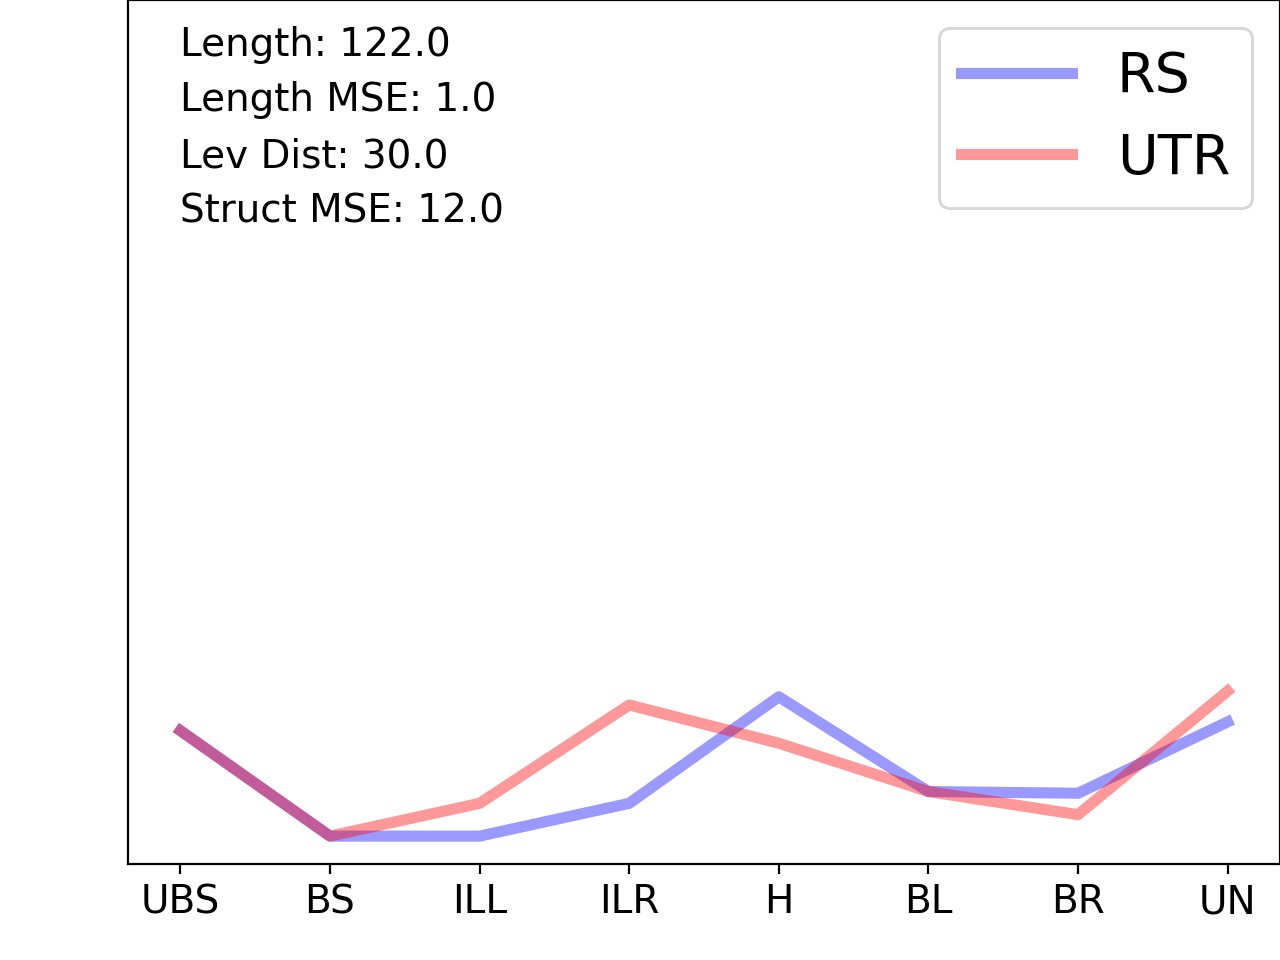 Length: 122.0
Length MSE: 1.0
Lev Dist: 30.0
Struct MSE: 12.0
RS
UTR
UBS BS ILL ILR H BL BR UN